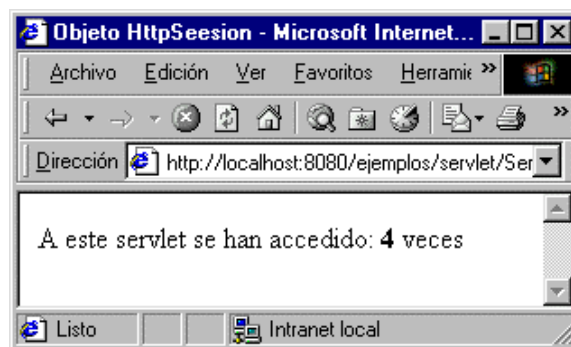 Objeto HttpSeesion - Microsoft Internet...
Archivo Edición Ver Favoritos Herramie »
»
Dirección http://localhost:8080/ejemplos/servlet/Ser
A este servlet se han accedido: 4 veces
Listo Intranet local